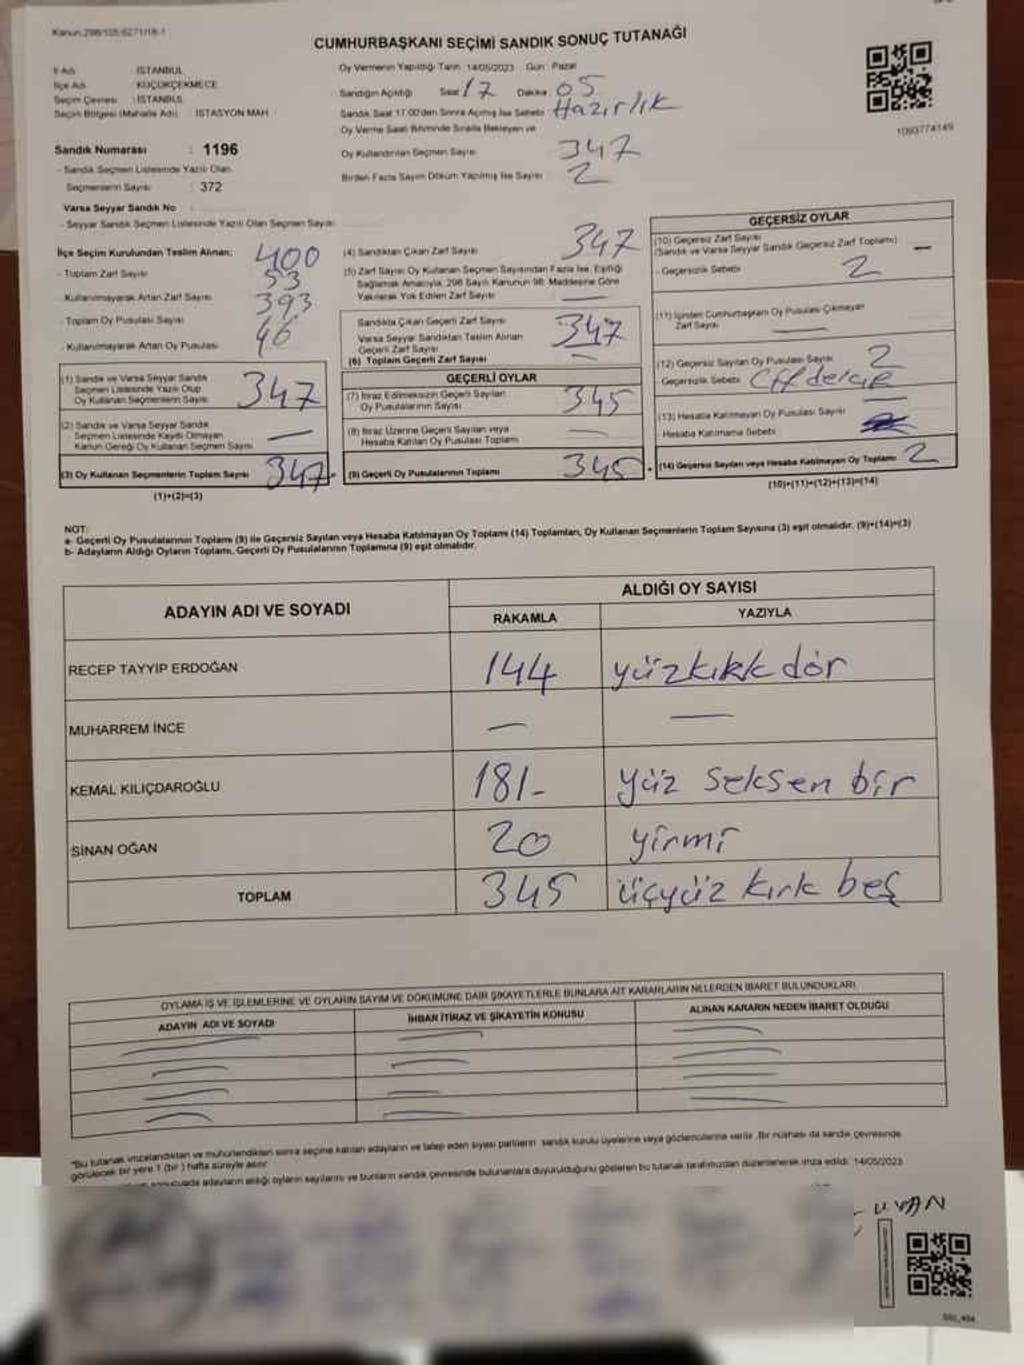 Kanun.298/105;6271/18-1
CUMHURBAŞKANI SEÇİMİ SANDIK SONUÇ TUTANAĞI
İl Adı : İSTANBUL
İlçe Adı : KÜÇÜKÇEKMECE
Seçim Çevresi : İSTANBUL
Seçim Bölgesi (Mahalle Adı) : İSTASYON MAH
Sandık Numarası : 1196
- Sandık Seçmen Listesinde Yazılı Olan
Seçmenlerin Sayısı : 372
Varsa Seyyar Sandık No :
- Seyyar Sandık Seçmen Listesinde Yazılı Olan Seçmen Sayısı :
Oy Vermenin Yapıldığı Tarih: 14/05/2023 Gün : Pazar
Sandığın Açıldığı Saat 17 Dakika 05
Sandık Saat 17.00'den Sonra Açılmış İse Sebebi Hazırlık
Oy Verme Saati Bitiminde Sırada Bekleyen ve
Oy Kullandırılan Seçmen Sayısı 347
Birden Fazla Sayım Döküm Yapılmış İse Sayısı 2
1093774149
İlçe Seçim Kurulundan Teslim Alınan:
- Toplam Zarf Sayısı 400
- Kullanılmayarak Artan Zarf Sayısı 53
- Toplam Oy Pusulası Sayısı 393
- Kullanılmayarak Artan Oy Pusulası 46
(1) Sandık ve Varsa Seyyar Sandık
Seçmen Listesinde Yazılı Olup
Oy Kullanan Seçmenlerin Sayısı 347
(2) Sandık ve Varsa Seyyar Sandık
Seçmen Listesinde Kaydı Olmayan
Kanun Gereği Oy Kullanan Seçmen Sayısı —
(3) Oy Kullanan Seçmenlerin Toplam Sayısı 347
(1)+(2)=(3)
(4) Sandıktan Çıkan Zarf Sayısı 347
(5) Zarf Sayısı Oy Kullanan Seçmen Sayısından Fazla İse, Eşitliği
Sağlamak Amacıyla, 298 Sayılı Kanunun 98. Maddesine Göre
Yakılarak Yok Edilen Zarf Sayısı —
Sandıkta Çıkan Geçerli Zarf Sayısı 347
Varsa Seyyar Sandıktan Teslim Alınan
Geçerli Zarf Sayısı
(6) Toplam Geçerli Zarf Sayısı —
GEÇERLİ OYLAR
(7) İtiraz Edilmeksizin Geçerli Sayılan
Oy Pusulalarının Sayısı 345
(8) İtiraz Üzerine Geçerli Sayılan veya
Hesaba Katılan Oy Pusulası Toplamı —
(9) Geçerli Oy Pusulalarının Toplamı 345
GEÇERSİZ OYLAR
(10) Geçersiz Zarf Sayısı
(Sandık ve Varsa Seyyar Sandık Geçersiz Zarf Toplamı) —
- Geçersizlik Sebebi 2
(11) İçinden Cumhurbaşkanı Oy Pusulası Çıkmayan
Zarf Sayısı —
(12) Geçersiz Sayılan Oy Pusulası Sayısı 2
- Geçersizlik Sebebi
(13) Hesaba Katılmayan Oy Pusulası Sayısı —
- Hesaba Katılmama Sebebi
(14) Geçersiz Sayılan veya Hesaba Katılmayan Oy Toplamı 2
(10)+(11)+(12)+(13)=(14)
NOT:
a- Geçerli Oy Pusulaları Toplamı (9) ile Geçersiz Sayılan veya Hesaba Katılmayan Oy Toplamı (14) Toplamları, Oy Kullanan Seçmenlerin Toplam Sayısına (3) eşit olmalıdır. (9)+(14)=(3)
b- Adayların Aldığı Oyların Toplamı, Geçerli Oy Pusulalarının Toplamına (9) eşit olmalıdır.
ADAYIN ADI VE SOYADI
ALDIĞI OY SAYISI
RAKAMLA YAZIYLA
RECEP TAYYİP ERDOĞAN 144 yüzkıkk dör
MUHARREM İNCE — —
KEMAL KILIÇDAROĞLU 181- yüz seksen bir
SİNAN OĞAN 20 yirmi
TOPLAM 345 üçyüz kırk beş
OYLAMA İŞ VE İŞLEMLERİNE VE OYLARIN SAYIM VE DÖKÜMÜNE DAİR ŞİKAYETLERLE BUNLARA AİT KARARLARIN NELERDEN İBARET BULUNDUKLARI
ADAYIN ADI VE SOYADI İHBAR İTİRAZ VE ŞİKAYETİN KONUSU ALINAN KARARIN NEDEN İBARET OLDUĞU
"Bu tutanak imzalandıktan ve mühürlendikten sonra seçime katılan adayların ve talep eden siyasi partilerin sandık kurulu üyelerine veya gözlemcilerine verilir. Bir nüshası da sandık çevresinde
görülecek bir yere 1 (bir) hafta süreyle asılır
adayların aldığı oyların sayılarını ve bunların sandık çevresinde bulunanlara duyurulduğunu gösteren bu tutanak tarafımızdan düzenlenerek imza edildi. 14/05/2023